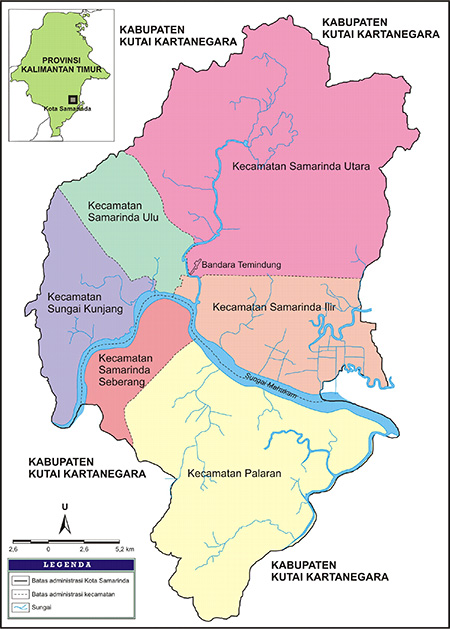 PROVINSI
KALIMANTAN TIMUR
Kota Samarinda
KABUPATEN
KUTAI KARTANEGARA
KABUPATEN
KUTAI KARTANEGARA
Kecamatan Samarinda Utara
Kecamatan
Samarinda Ulu
Bandara Temindung
Kecamatan
Sungai Kunjang
Kecamatan Samarinda Ilir
Kecamatan
Samarinda
Seberang
Sungai Mahakam
KABUPATEN
KUTAI KARTANEGARA
Kecamatan Palaran
U
2,6 0 2,6 5,2 km
KABUPATEN
KUTAI KARTANEGARA
LEGENDA
Batas administrasi Kota Samarinda
Batas administrasi kecamatan
Sungai